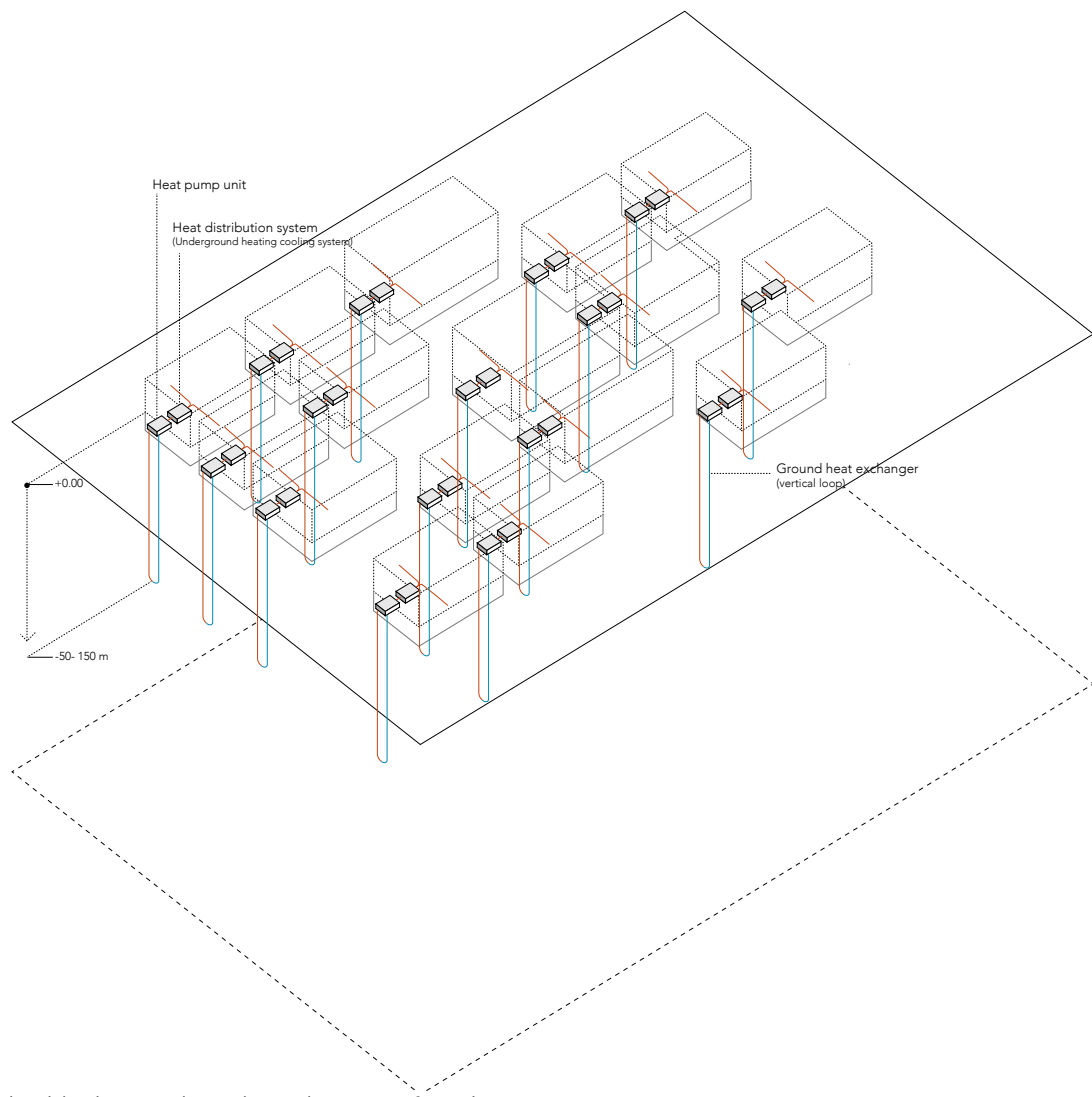 Heat pump unit
Heat distribution system
(Underground heating cooling system)
+0.00
Ground heat exchanger
(vertical loop)
-50- 150 m